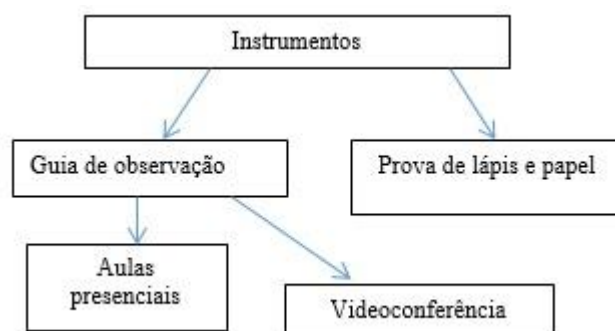 Instrumentos
Guia de observação
Prova de lápis e papel
Aulas
presenciais
Videoconferência